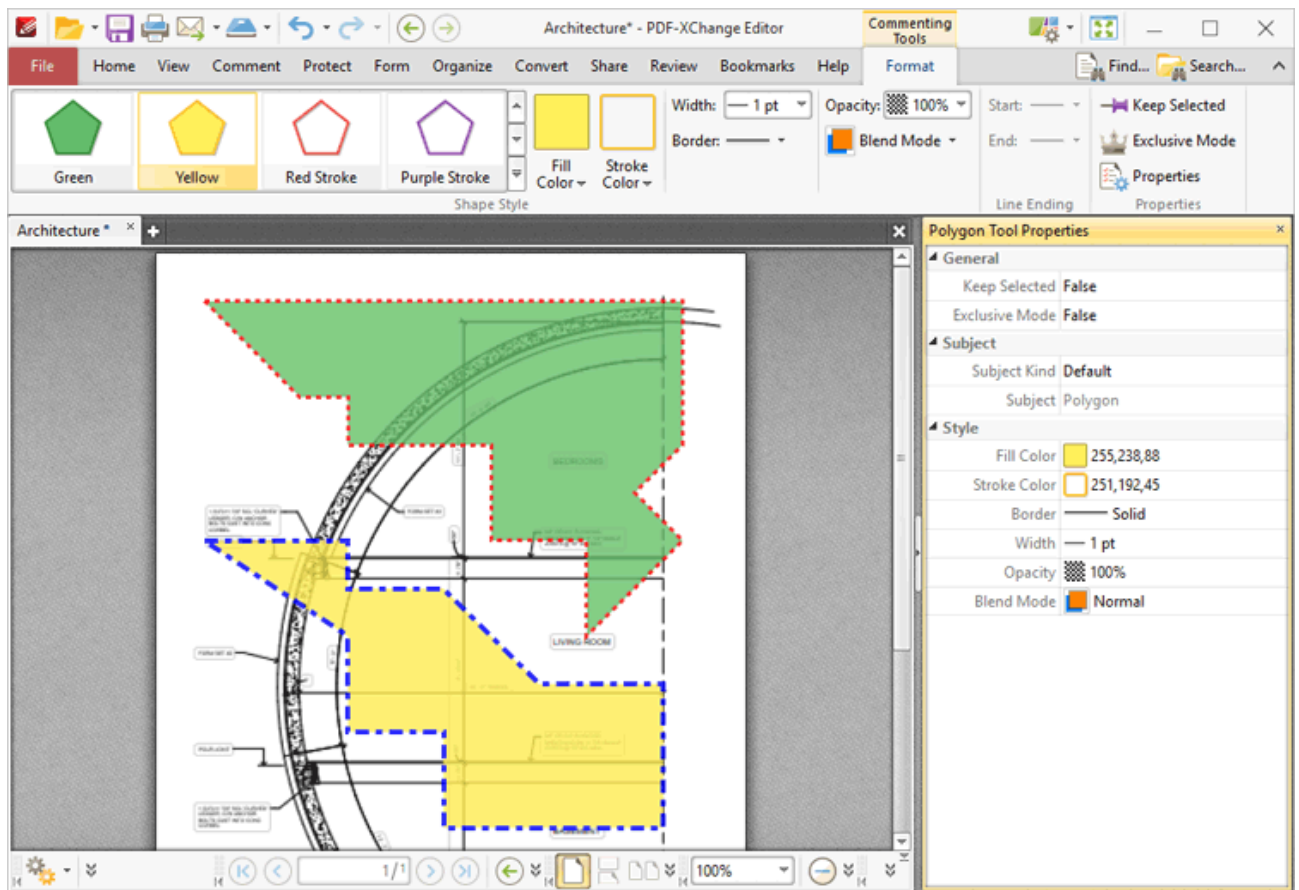 Architecture* - PDF-XChange Editor
Commenting
Tools
File Home View Comment Protect Form Organize Convert Share Review Bookmarks Help Format Find... Search...
Green Yellow Red Stroke Purple Stroke
Fill
Color
Stroke
Color
Width: 1 pt
Border:
Shape Style
Opacity: 100%
Blend Mode
Start:
End:
Line Ending
Keep Selected
Exclusive Mode
Properties
Properties
Architecture *
BEDROOMS
LIVING ROOM
BASEMENT
Polygon Tool Properties
General
Keep Selected False
Exclusive Mode False
Subject
Subject Kind Default
Subject Polygon
Style
Fill Color 255,238,88
Stroke Color 251,192,45
Border Solid
Width 1 pt
Opacity 100%
Blend Mode Normal
1/1
100%